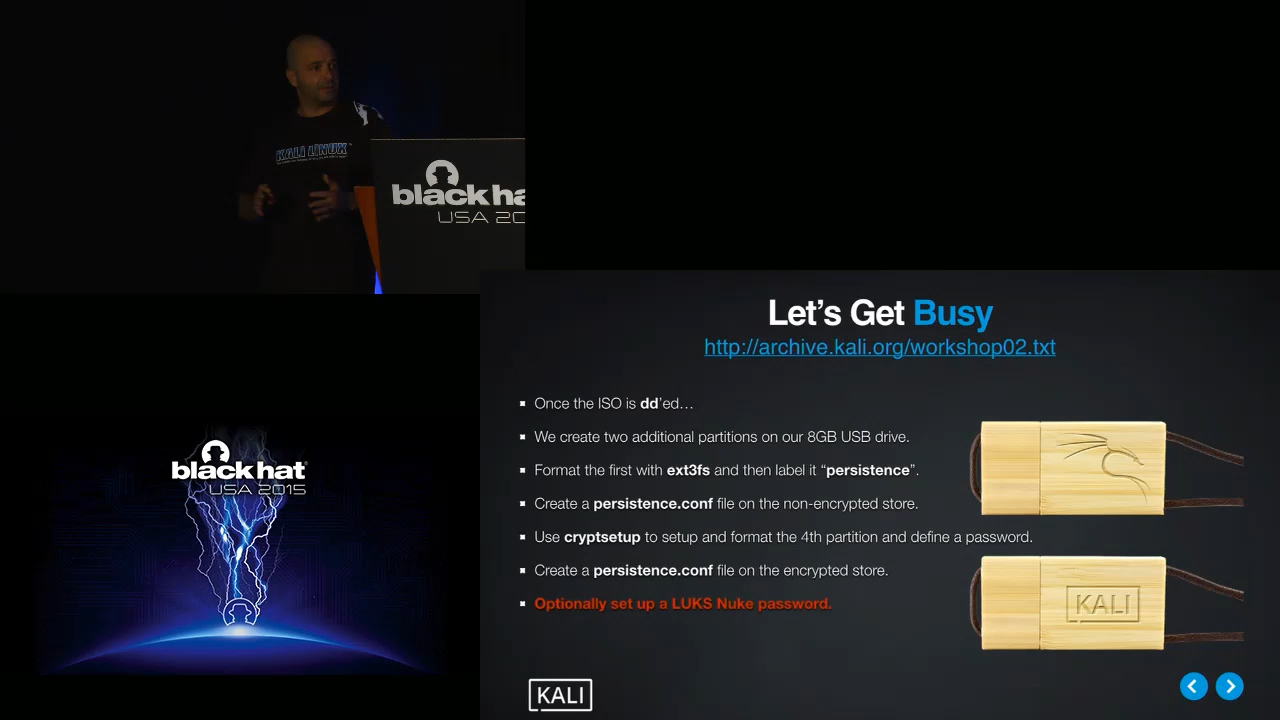 KALI LINUX
black ha
USA 20
Let's Get Busy
http://archive.kali.org/workshop02.txt
Once the ISO is dd'ed…
We create two additional partitions on our 8GB USB drive.
Format the first with ext3fs and then label it “persistence”.
Create a persistence.conf file on the non-encrypted store.
Use cryptsetup to setup and format the 4th partition and define a password.
Create a persistence.conf file on the encrypted store.
Optionally set up a LUKS Nuke password.
KALI
KALI
black hat
USA 2015